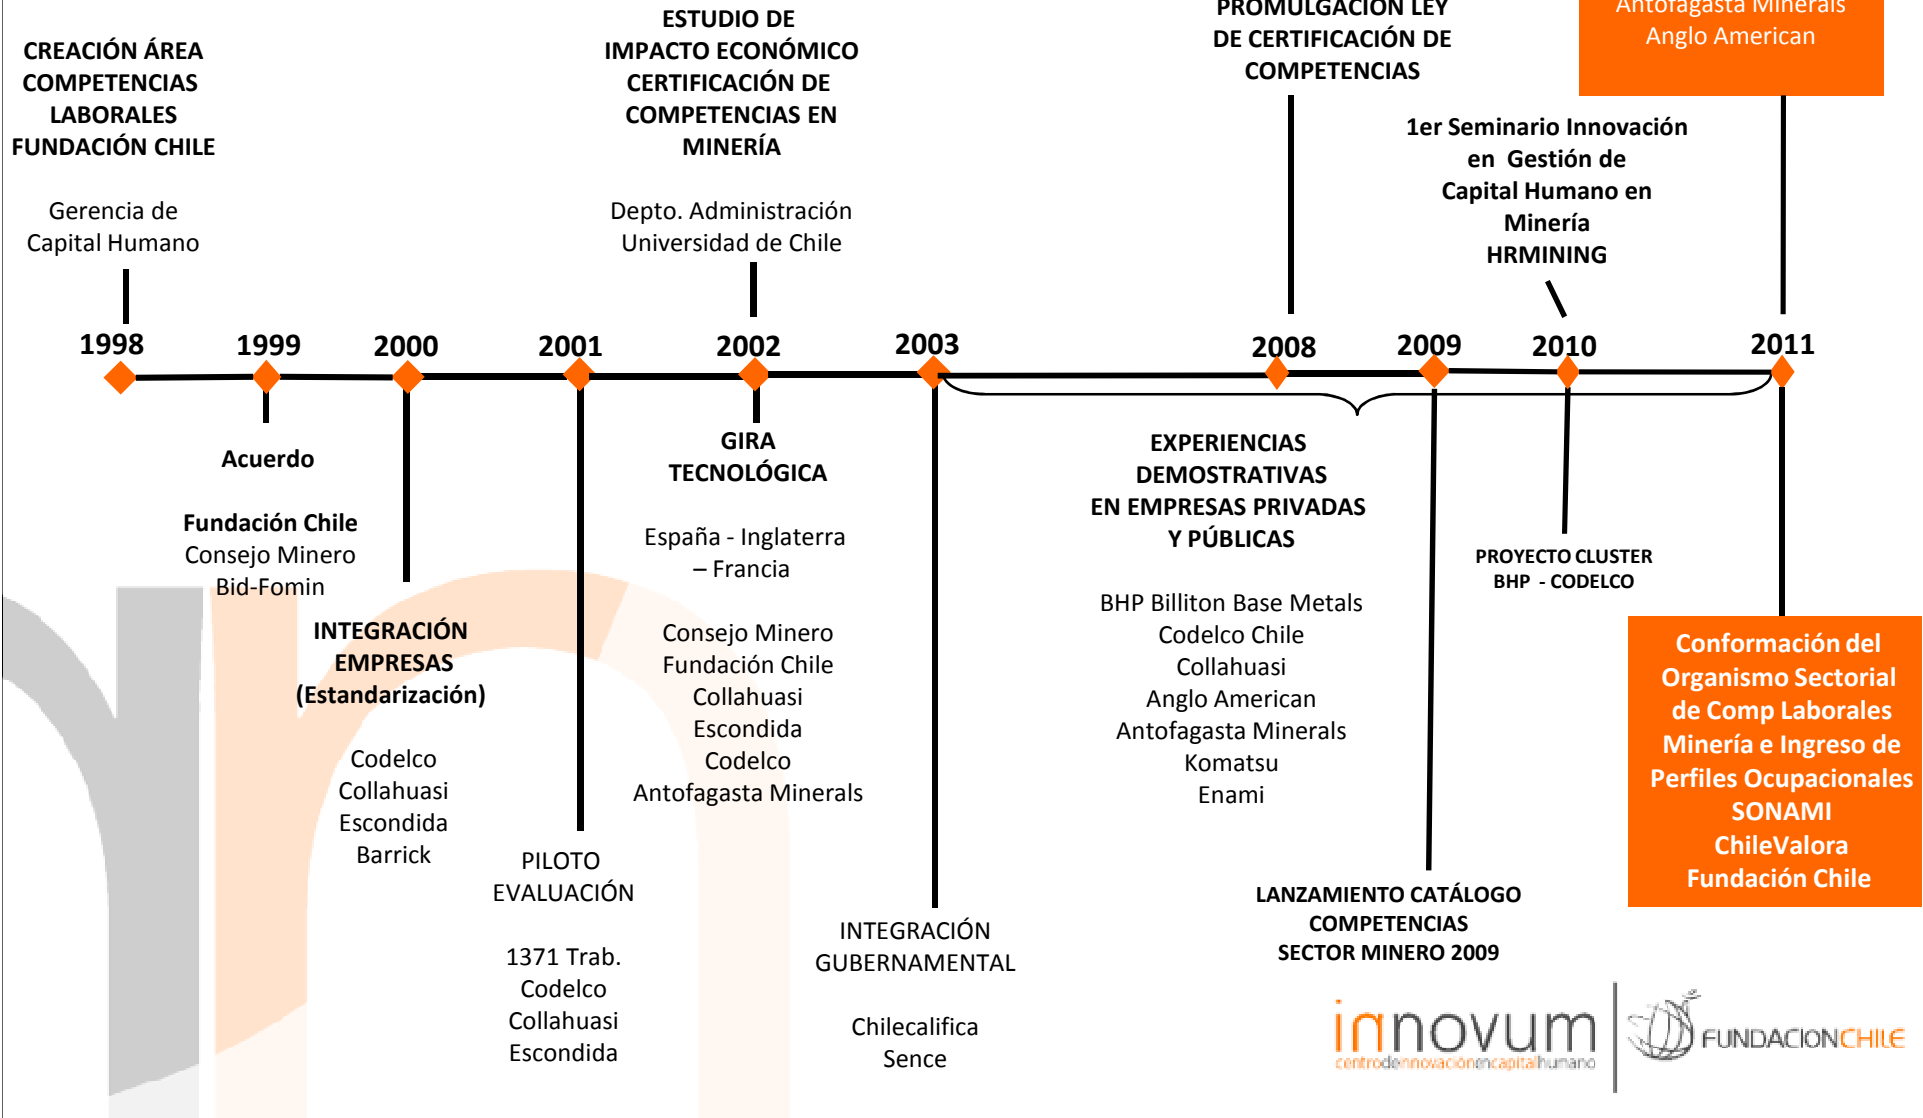 CREACIÓN ÁREA
COMPETENCIAS
LABORALES
FUNDACIÓN CHILE
Gerencia de
Capital Humano
ESTUDIO DE
IMPACTO ECONÓMICO
CERTIFICACIÓN DE
COMPETENCIAS EN
MINERÍA
Depto. Administración
Universidad de Chile
PROMULGACION LEY
DE CERTIFICACIÓN DE
COMPETENCIAS
Antofagasta Minerals
Anglo American
1er Seminario Innovación
en Gestión de
Capital Humano en
Minería
HRMINING
1998 1999 2000 2001 2002 2003 2008 2009 2010 2011
Acuerdo
Fundación Chile
Consejo Minero
Bid-Fomin
INTEGRACIÓN
EMPRESAS
(Estandarización)
Codelco
Collahuasi
Escondida
Barrick
PILOTO
EVALUACIÓN
1371 Trab.
Codelco
Collahuasi
Escondida
GIRA
TECNOLÓGICA
España - Inglaterra
– Francia
Consejo Minero
Fundación Chile
Collahuasi
Escondida
Codelco
Antofagasta Minerals
INTEGRACIÓN
GUBERNAMENTAL
Chilecalifica
Sence
EXPERIENCIAS
DEMOSTRATIVAS
EN EMPRESAS PRIVADAS
Y PÚBLICAS
BHP Billiton Base Metals
Codelco Chile
Collahuasi
Anglo American
Antofagasta Minerals
Komatsu
Enami
LANZAMIENTO CATÁLOGO
COMPETENCIAS
SECTOR MINERO 2009
PROYECTO CLUSTER
BHP - CODELCO
Conformación del
Organismo Sectorial
de Comp Laborales
Minería e Ingreso de
Perfiles Ocupacionales
SONAMI
ChileValora
Fundación Chile
innovum
centrodeinnovaciónencapitalhumano
FUNDACIONCHILE